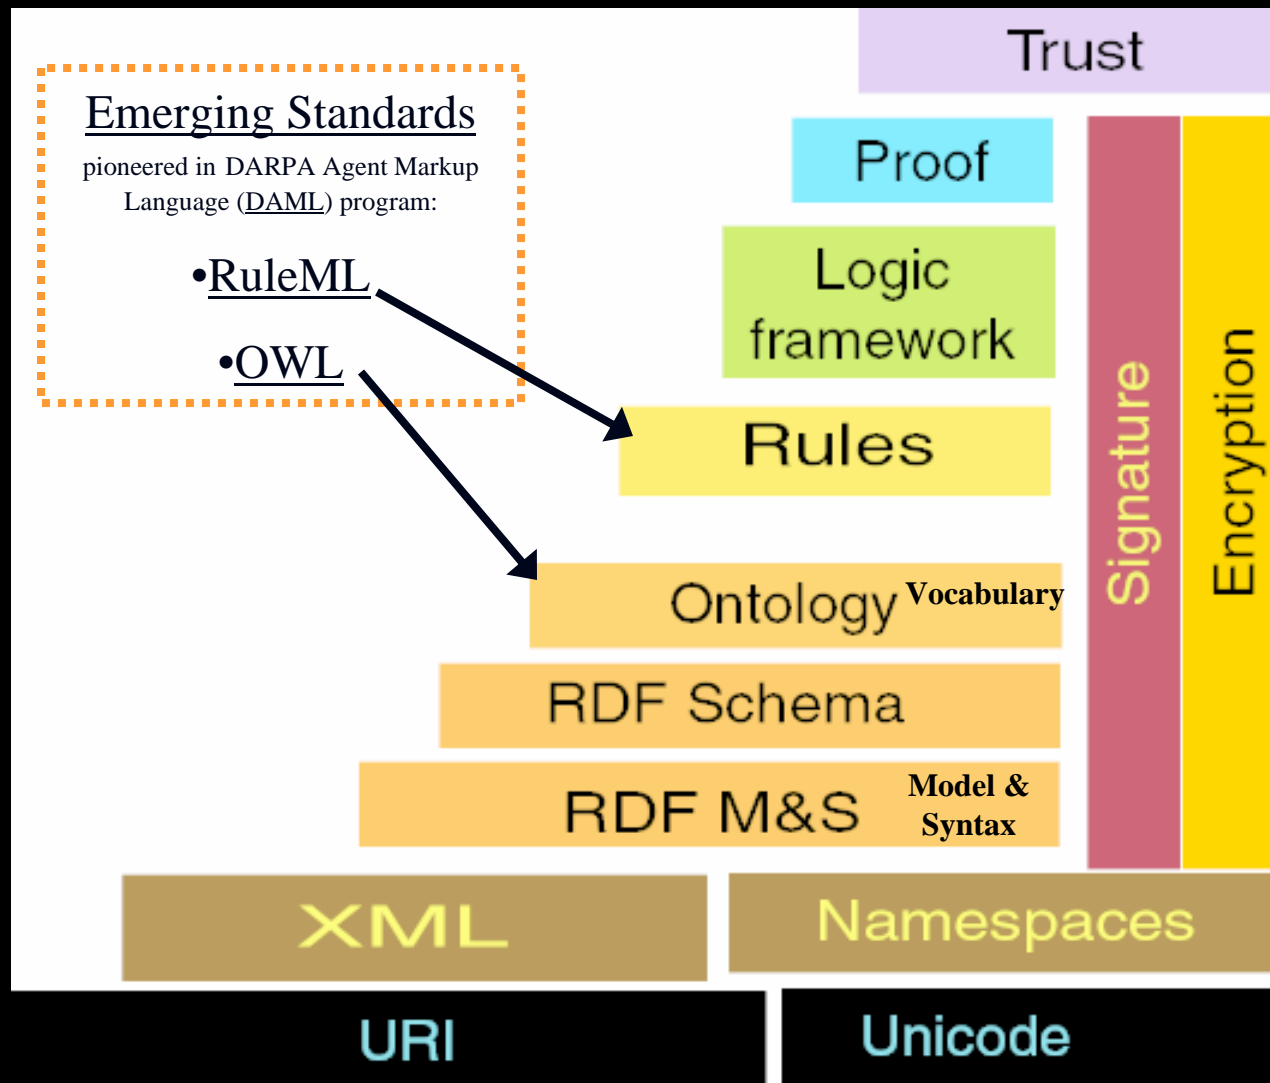 Trust
Emerging Standards
pioneered in DARPA Agent Markup
Language (DAML) program:
•RuleML
•OWL
Proof
Logic
framework
Rules
Ontology Vocabulary
RDF Schema
RDF M&S
Model &
Syntax
Signature
Encryption
XML
Namespaces
URI
Unicode